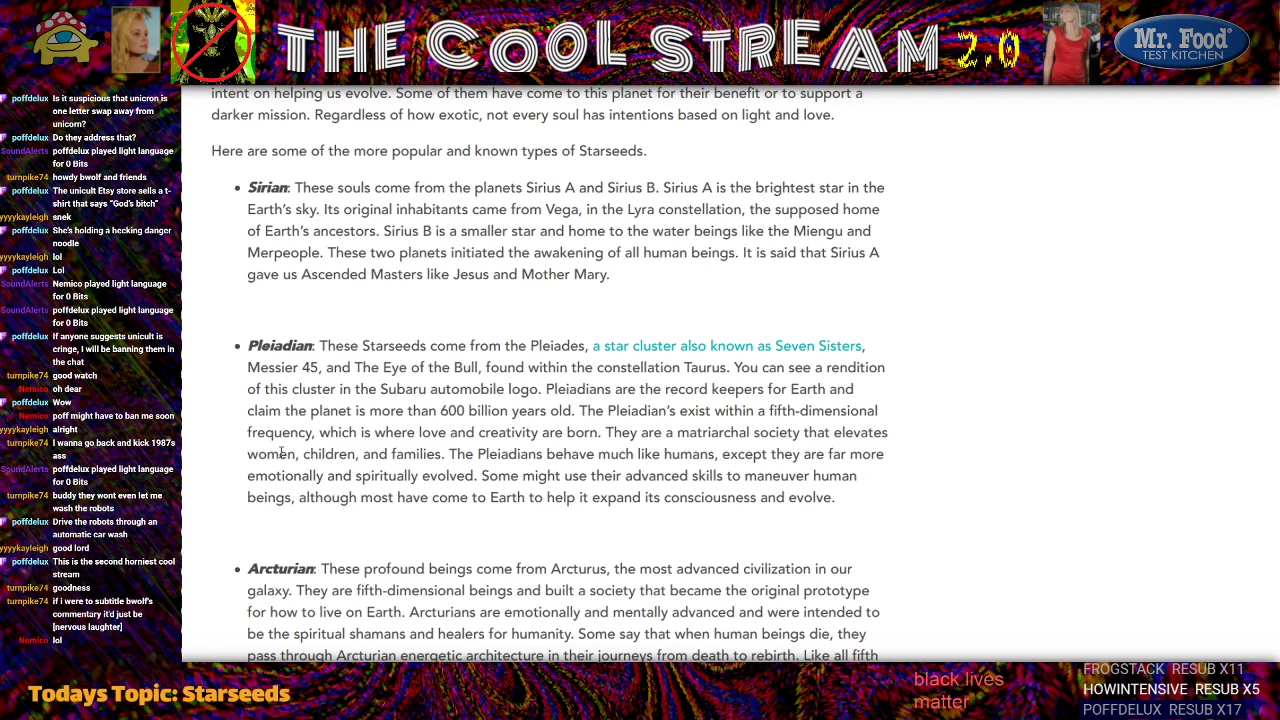 THE COOL STREAM 2.0
Mr. Food
TEST KITCHEN
poffdelux Is it suspicious that unicron is
one letter swap away from
unicorn?
poffdelux Do they address that?
SoundAlerts poffdelux played light language
for 0 Bits
turnpike74 howdy bwolf and friends
poffdelux The unicult Etsy store sells a t-
shirt that says "God's bitch"
yyyykayleigh snek
poffdelux She's holding a hecking danger
noodle
yyyykayleigh lol
poffdelux Lol
SoundAlerts Nemico played light language
for 0 Bits
SoundAlerts poffdelux played light language
for 0 Bits
poffdelux If anyone suggests unicult is
cringe, I will be banning them in
the chat
turnpike74 good watch
Nemico oh dear
poffdelux Wow
Nemico poff might have to ban me soon
yyyykayleigh alright
turnpike74 I wanna go back and kick 1987s
ass
SoundAlerts poffdelux played light language
for 0 Bits
turnpike74 buddy they wont even let me
wash the robots
poffdelux Drive the robots through an
automatic car wash
yyyykayleigh good lord
poffdelux This is the second horniest cool
stream
turnpike74 goodness
turnpike74 if i were to subtitle bwolf's
commentary it'd just be
[nervous laughter]
Nemico lol
intent on helping us evolve. Some of them have come to this planet for their benefit or to support a
darker mission. Regardless of how exotic, not every soul has intentions based on light and love.
Here are some of the more popular and known types of Starseeds.
• Sirian: These souls come from the planets Sirius A and Sirius B. Sirius A is the brightest star in the
Earth's sky. Its original inhabitants came from Vega, in the Lyra constellation, the supposed home
of Earth's ancestors. Sirius B is a smaller star and home to the water beings like the Miengu and
Merpeople. These two planets initiated the awakening of all human beings. It is said that Sirius A
gave us Ascended Masters like Jesus and Mother Mary.
• Pleiadian: These Starseeds come from the Pleiades, a star cluster also known as Seven Sisters,
Messier 45, and The Eye of the Bull, found within the constellation Taurus. You can see a rendition
of this cluster in the Subaru automobile logo. Pleiadians are the record keepers for Earth and
claim the planet is more than 600 billion years old. The Pleiadian's exist within a fifth-dimensional
frequency, which is where love and creativity are born. They are a matriarchal society that elevates
women, children, and families. The Pleiadians behave much like humans, except they are far more
emotionally and spiritually evolved. Some might use their advanced skills to maneuver human
beings, although most have come to Earth to help it expand its consciousness and evolve.
• Arcturian: These profound beings come from Arcturus, the most advanced civilization in our
galaxy. They are fifth-dimensional beings and built a society that became the original prototype
for how to live on Earth. Arcturians are emotionally and mentally advanced and were intended to
be the spiritual shamans and healers for humanity. Some say that when human beings die, they
pass through Arcturian energetic architecture in their journeys from death to rebirth. Like all fifth
Todays Topic: Starseeds
black lives
matter
FROGSTACK RESUB X11
HOWINTENSIVE RESUB X5
POFFDELUX RESUB X17